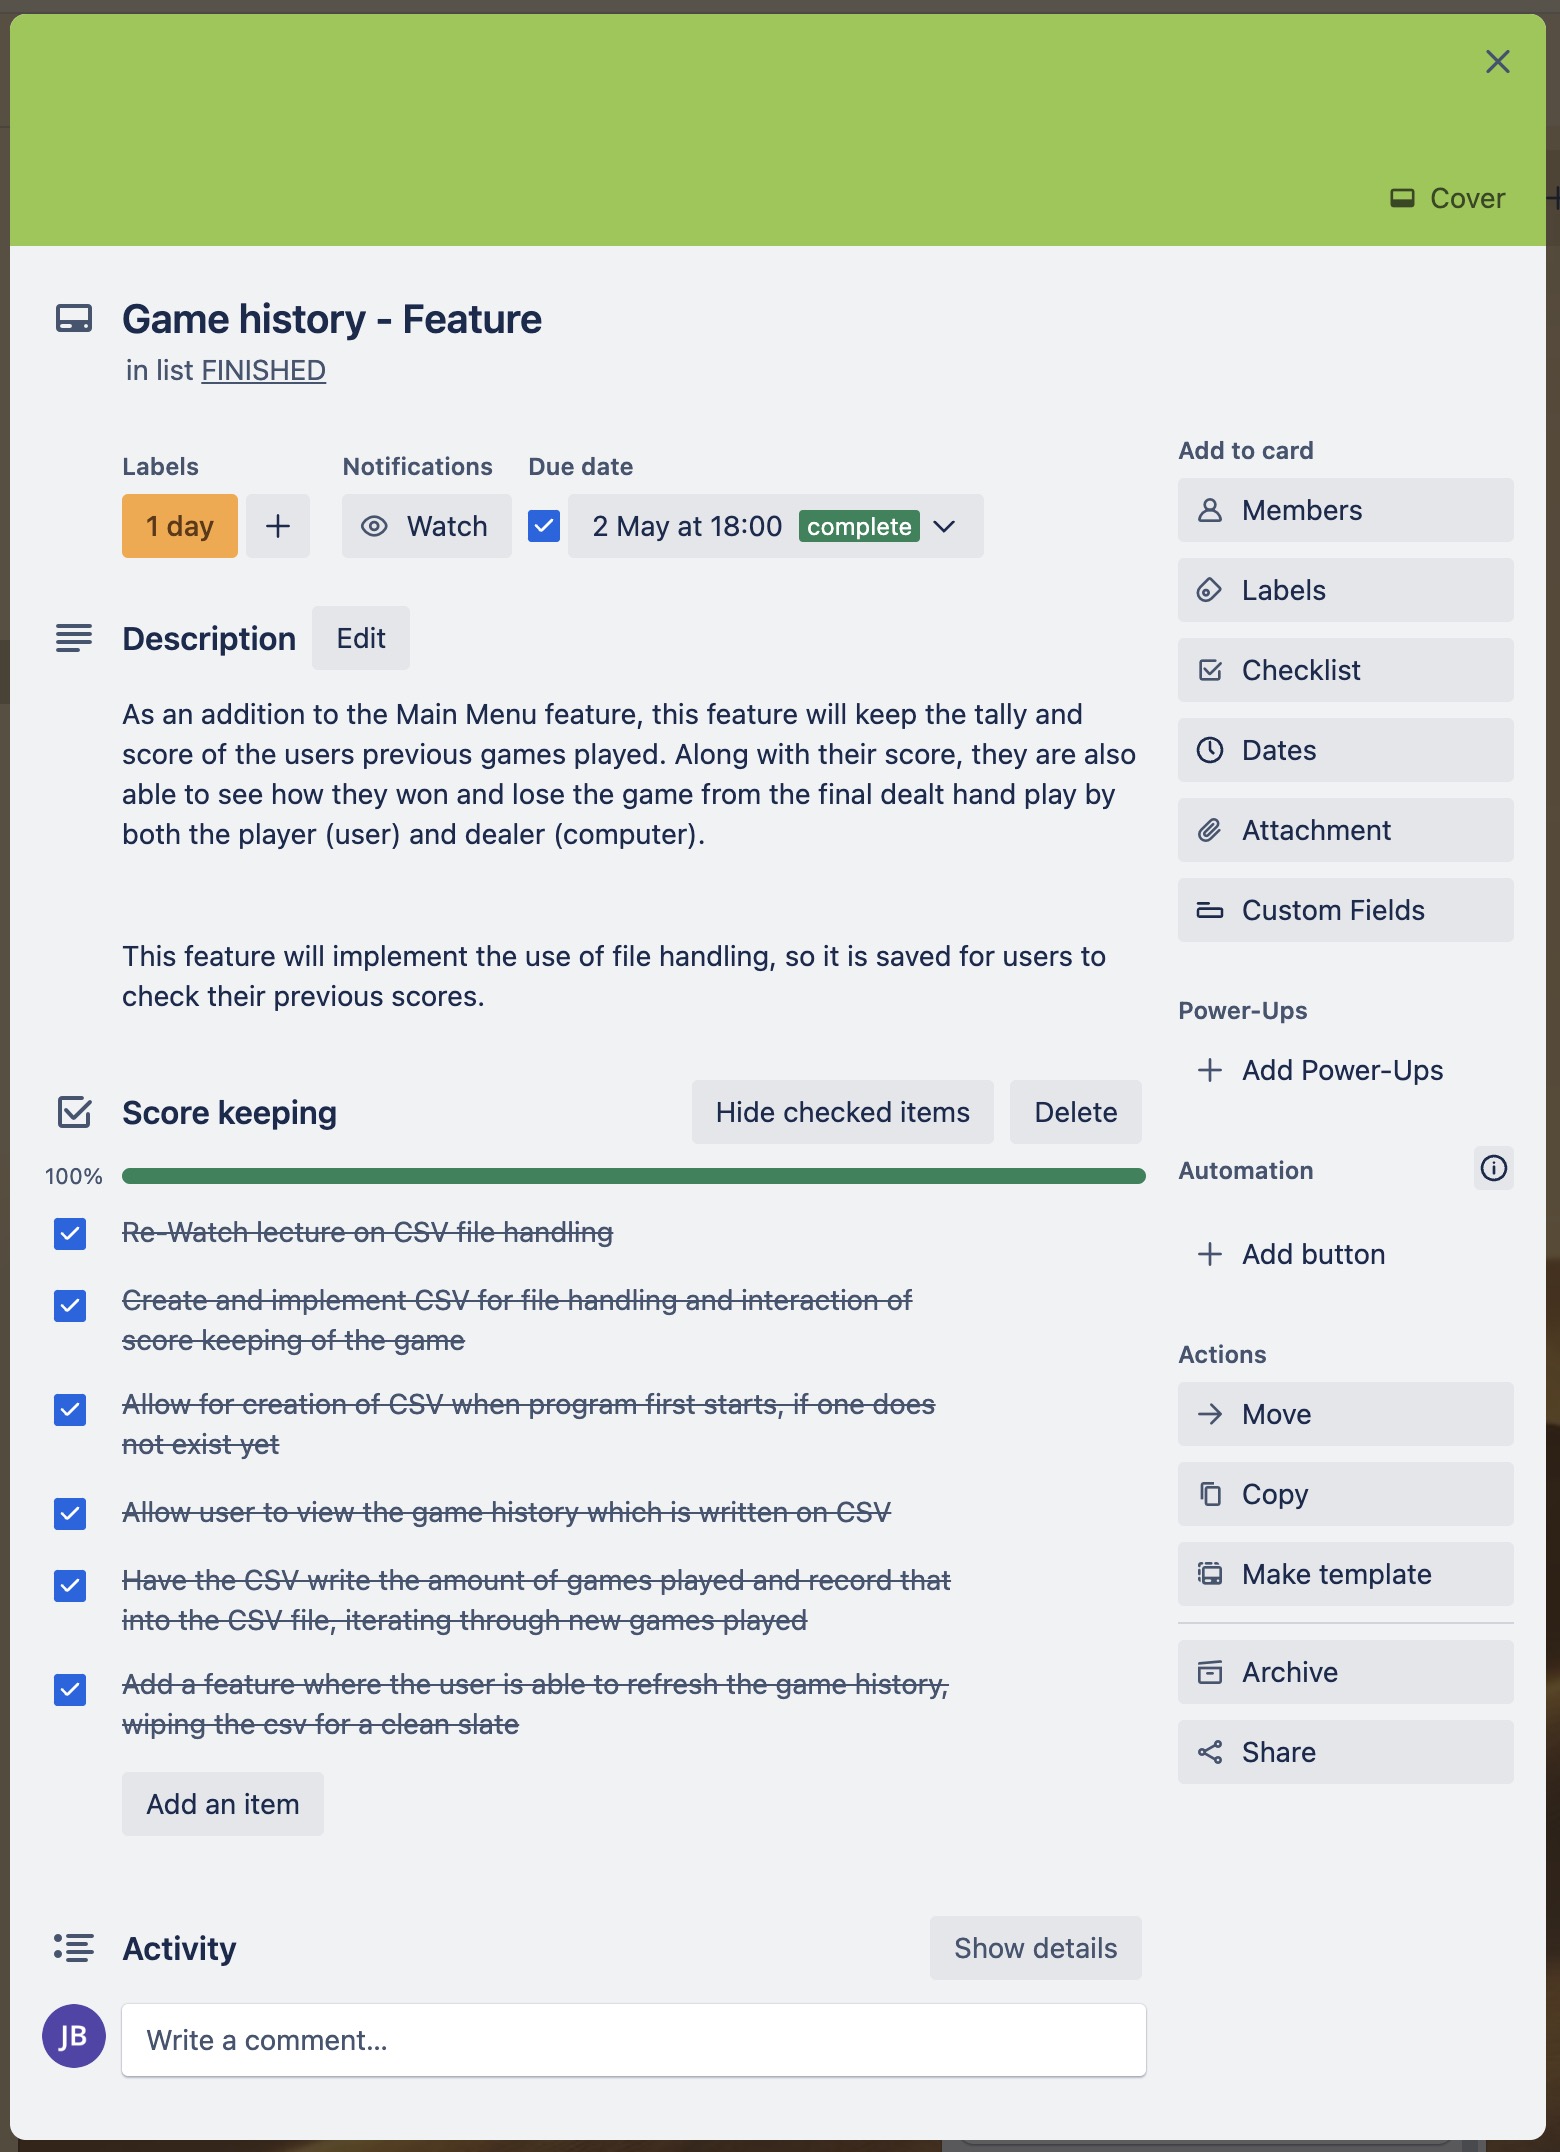 Cover
Game history - Feature
in list FINISHED
Labels
Notifications
Due date
1 day
Watch
2 May at 18:00 complete
Description
Edit
As an addition to the Main Menu feature, this feature will keep the tally and
score of the users previous games played. Along with their score, they are also
able to see how they won and lose the game from the final dealt hand play by
both the player (user) and dealer (computer).
This feature will implement the use of file handling, so it is saved for users to
check their previous scores.
Score keeping
Hide checked items
Delete
100%
Re-Watch lecture on CSV file handling
Create and implement CSV for file handling and interaction of
score keeping of the game
Allow for creation of CSV when program first starts, if one does
not exist yet
Allow user to view the game history which is written on CSV
Have the CSV write the amount of games played and record that
into the CSV file, iterating through new games played
Add a feature where the user is able to refresh the game history,
wiping the csv for a clean slate
Add an item
Activity
Show details
JB
Write a comment...
Add to card
Members
Labels
Checklist
Dates
Attachment
Custom Fields
Power-Ups
Add Power-Ups
Automation
Add button
Actions
Move
Copy
Make template
Archive
Share